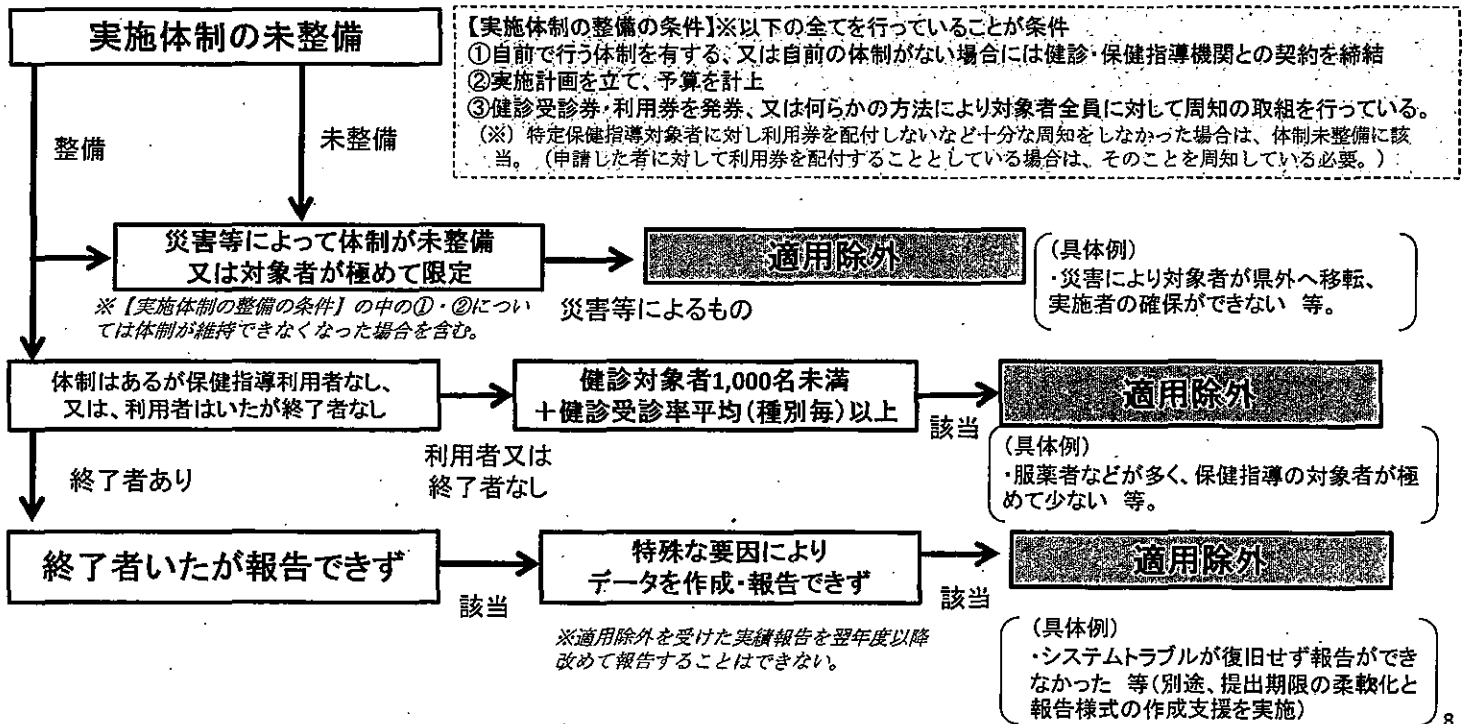 実施体制の未整備
【実施体制の整備の条件】※以下の全てを行っていることが条件
①自前で行う体制を有する、又は自前の体制がない場合には健診・保健指導機関との契約を締結
②実施計画を立て、予算を計上
③健診受診券・利用券を発券、又は何らかの方法により対象者全員に対して周知の取組を行っている。
(※) 特定保健指導対象者に対し利用券を配付しないなど十分な周知をしなかった場合は、体制未整備に該
当。（申請した者に対して利用券を配付することとしている場合は、そのことを周知している必要。）
整備
未整備
災害等によって体制が未整備
又は対象者が極めて限定
適用除外
(具体例)
・災害により対象者が県外へ移転、
実施者の確保ができない 等。
※【実施体制の整備の条件】の中の①・②につい
ては体制が維持できなくなった場合を含む。
災害等によるもの
体制はあるが保健指導利用者なし、
又は、利用者はいたが終了者なし
健診対象者1,000名未満
＋健診受診率平均(種別毎)以上
適用除外
該当
利用者又は
終了者なし
(具体例)
・服薬者などが多く、保健指導の対象者が極
めて少ない 等。
終了者あり
終了者いたが報告できず
特殊な要因により
データを作成・報告できず
適用除外
該当
該当
※適用除外を受けた実績報告を翌年度以降
改めて報告することはできない。
(具体例)
・システムトラブルが復旧せず報告ができ
なかった 等(別途、提出期限の柔軟化と
報告様式の作成支援を実施)
8